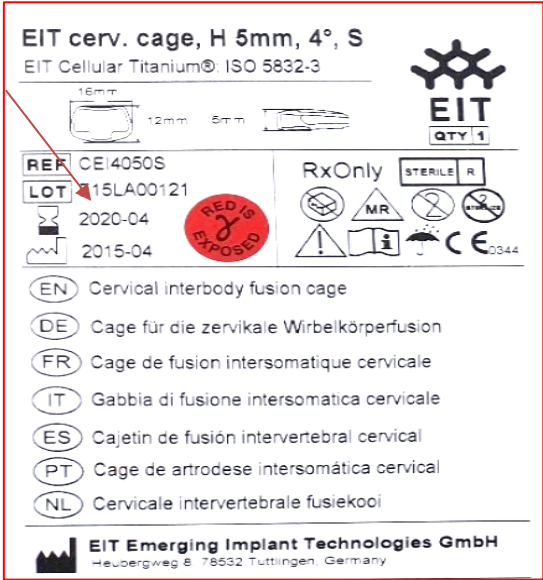 EIT cerv. cage, H 5mm, 4°, S
EIT Cellular Titanium®: ISO 5832-3
EIT
QTY 1
16mm
12mm
5mm
REF CEI4050S
LOT 715LA00121
2020-04
2015-04
RED IS
EXPOSED
RxOnly
STERILE R
MR
2
STERILIZE
i
CE 0344
EN Cervical interbody fusion cage
DE Cage für die zervikale Wirbelkörperfusion
FR Cage de fusion intersomatique cervicale
IT Gabbia di fusione intersomatica cervicale
ES Cajetin de fusión intervertebral cervical
PT Cage de artrodese intersomática cervical
NL Cervicale intervertebrale fusiekooi
EIT Emerging Implant Technologies GmbH
Heubergweg 8, 78532 Tuttlingen, Germany